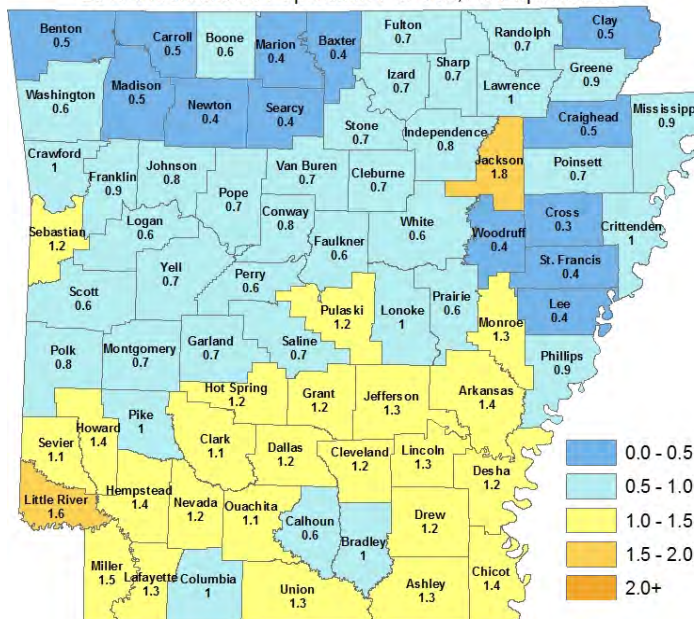 Benton
0.5
Carroll
0.5
Boone
0.6
Marion
0.4
Baxter
0.4
Fulton
0.7
Randolph
0.7
Clay
0.5
Washington
0.6
Madison
0.5
Newton
0.4
Searcy
0.4
Izard
0.7
Sharp
0.7
Lawrence
1
Greene
0.9
Mississipp
0.9
Stone
0.7
Independence
0.8
Craighead
0.5
Crawford
1
Franklin
0.9
Johnson
0.8
Pope
0.7
Van Buren
0.7
Cleburne
0.7
Jackson
1.8
Poinsett
0.7
Sebastian
1.2
Logan
0.6
Conway
0.8
Faulkner
0.6
White
0.6
Woodruff
0.4
Cross
0.3
Crittenden
1
Scott
0.6
Yell
0.7
Perry
0.6
St. Francis
0.4
Pulaski
1.2
Lonoke
1
Prairie
0.6
Monroe
1.3
Lee
0.4
Polk
0.8
Montgomery
0.7
Garland
0.7
Saline
0.7
Phillips
0.9
Hot Spring
1.2
Grant
1.2
Jefferson
1.3
Arkansas
1.4
Sevier
1.1
Howard
1.4
Pike
1
Clark
1.1
Dallas
1.2
Cleveland
1.2
Lincoln
1.3
Desha
1.2
Little River
1.6
Hempstead
1.4
Nevada
1.2
Ouachita
1.1
Calhoun
0.6
Bradley
1
Drew
1.2
Miller
1.5
Lafayette
1.3
Columbia
1
Union
1.3
Ashley
1.3
Chicot
1.4
0.0 - 0.5
0.5 - 1.0
1.0 - 1.5
1.5 - 2.0
2.0+